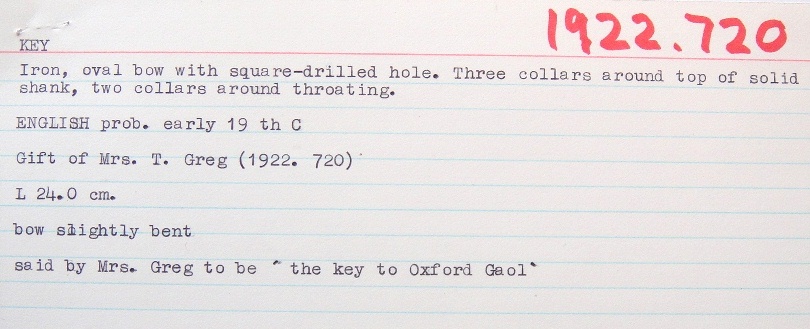 1922.720
KEY
Iron, oval bow with square-drilled hole. Three collars around top of solid
shank, two collars around throating.
ENGLISH prob. early 19 th C
Gift of Mrs. T. Greg (1922. 720)
L 24.0 cm.
bow slightly bent
said by Mrs. Greg to be " the key to Oxford Gaol"